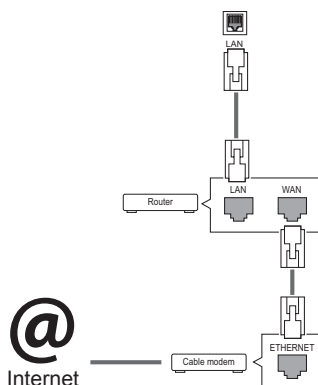 LAN
LAN WAN
Router
ETHERNET
@
Cable modem
Internet